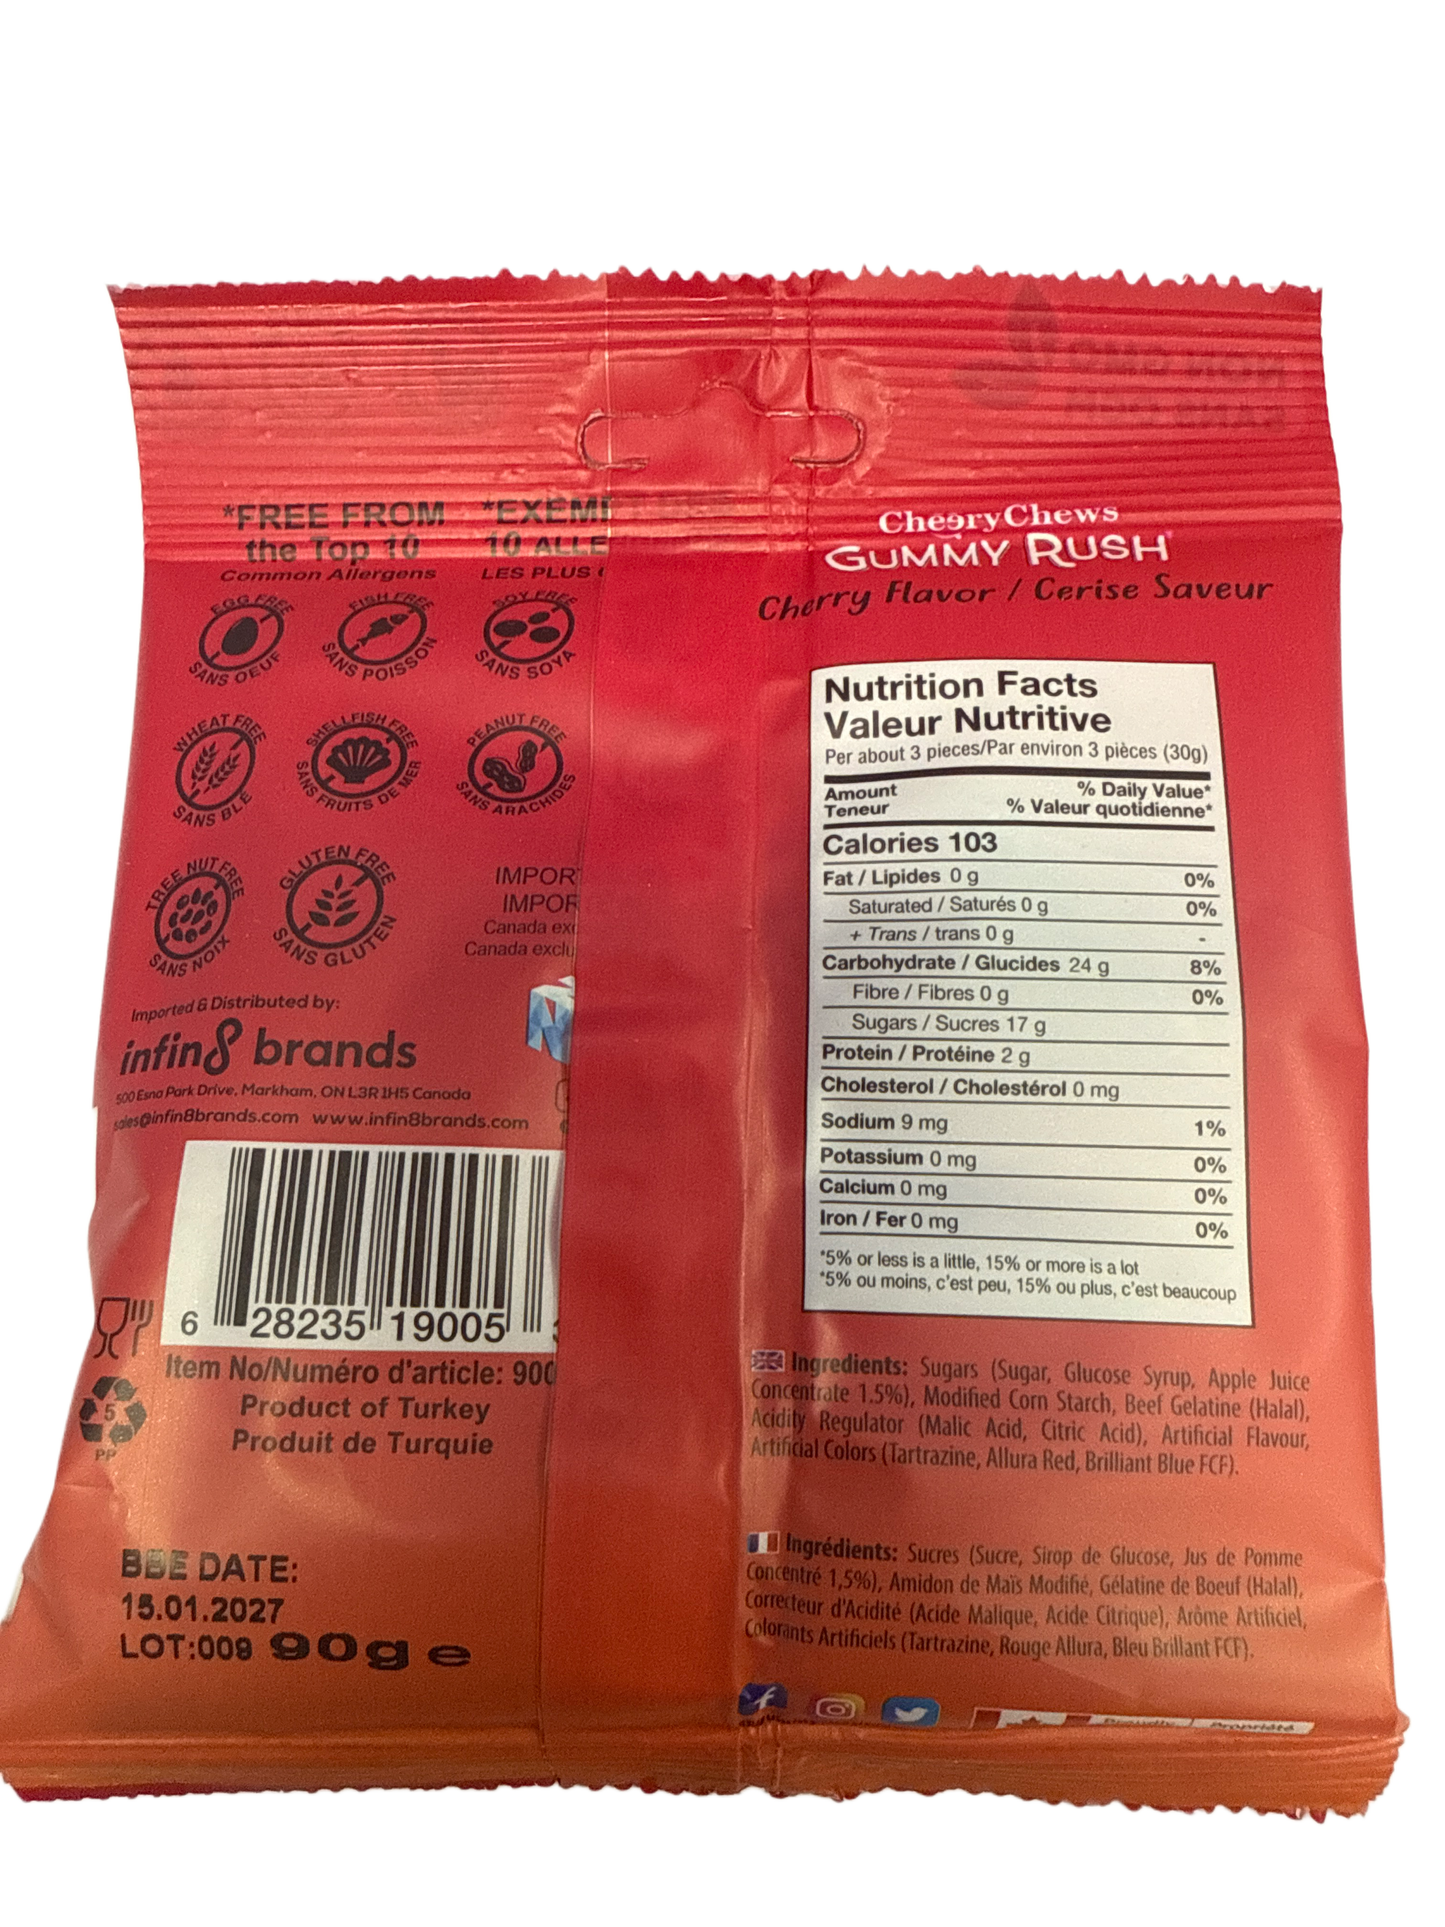 *FREE FROM
the Top 10
Common Allergens
*EXEMP
10 ALLE
LES PLUS
EGG FREE
SANS OEUF
FISH FREE
SANS POISSON
SOY FREE
SANS SOYA
WHEAT FREE
SANS BLE
SHELLFISH FREE
SANS FRUITS DE MER
PEANUT FREE
SANS ARACHIDES
TREE NUT FREE
SANS NOIX
GLUTEN FREE
SANS GLUTEN
IMPOR
IMPOR
Canada exc
Canada exclu
Imported & Distributed by:
infin8 brands
500 Esna Park Drive, Markham, ON L3R 1H5 Canada
sales@infin8brands.com www.infin8brands.com
6 28235 19005
Item No/Numéro d'article: 900
Product of Turkey
Produit de Turquie
5
PP
BBE DATE:
15.01.2027
LOT:009 90g e
NON GMO
CheeryChews
GUMMY RUSH
Cherry Flavor / Cerise Saveur
Nutrition Facts
Valeur Nutritive
Per about 3 pieces/Par environ 3 pièces (30g)
Amount % Daily Value*
Teneur % Valeur quotidienne*
Calories 103
Fat / Lipides 0 g 0%
Saturated / Saturés 0 g 0%
+ Trans / trans 0 g -
Carbohydrate / Glucides 24 g 8%
Fibre / Fibres 0 g 0%
Sugars / Sucres 17 g
Protein / Protéine 2 g
Cholesterol / Cholestérol 0 mg
Sodium 9 mg 1%
Potassium 0 mg 0%
Calcium 0 mg 0%
Iron / Fer 0 mg 0%
*5% or less is a little, 15% or more is a lot
*5% ou moins, c'est peu, 15% ou plus, c'est beaucoup
Ingredients: Sugars (Sugar, Glucose Syrup, Apple Juice
Concentrate 1.5%), Modified Corn Starch, Beef Gelatine (Halal),
Acidity Regulator (Malic Acid, Citric Acid), Artificial Flavour,
Artificial Colors (Tartrazine, Allura Red, Brilliant Blue FCF).
Ingrédients: Sucres (Sucre, Sirop de Glucose, Jus de Pomme
Concentré 1,5%), Amidon de Maïs Modifié, Gélatine de Boeuf (Halal),
Correcteur d'Acidité (Acide Malique, Acide Citrique), Arôme Artificiel,
Colorants Artificiels (Tartrazine, Rouge Allura, Bleu Brillant FCF).